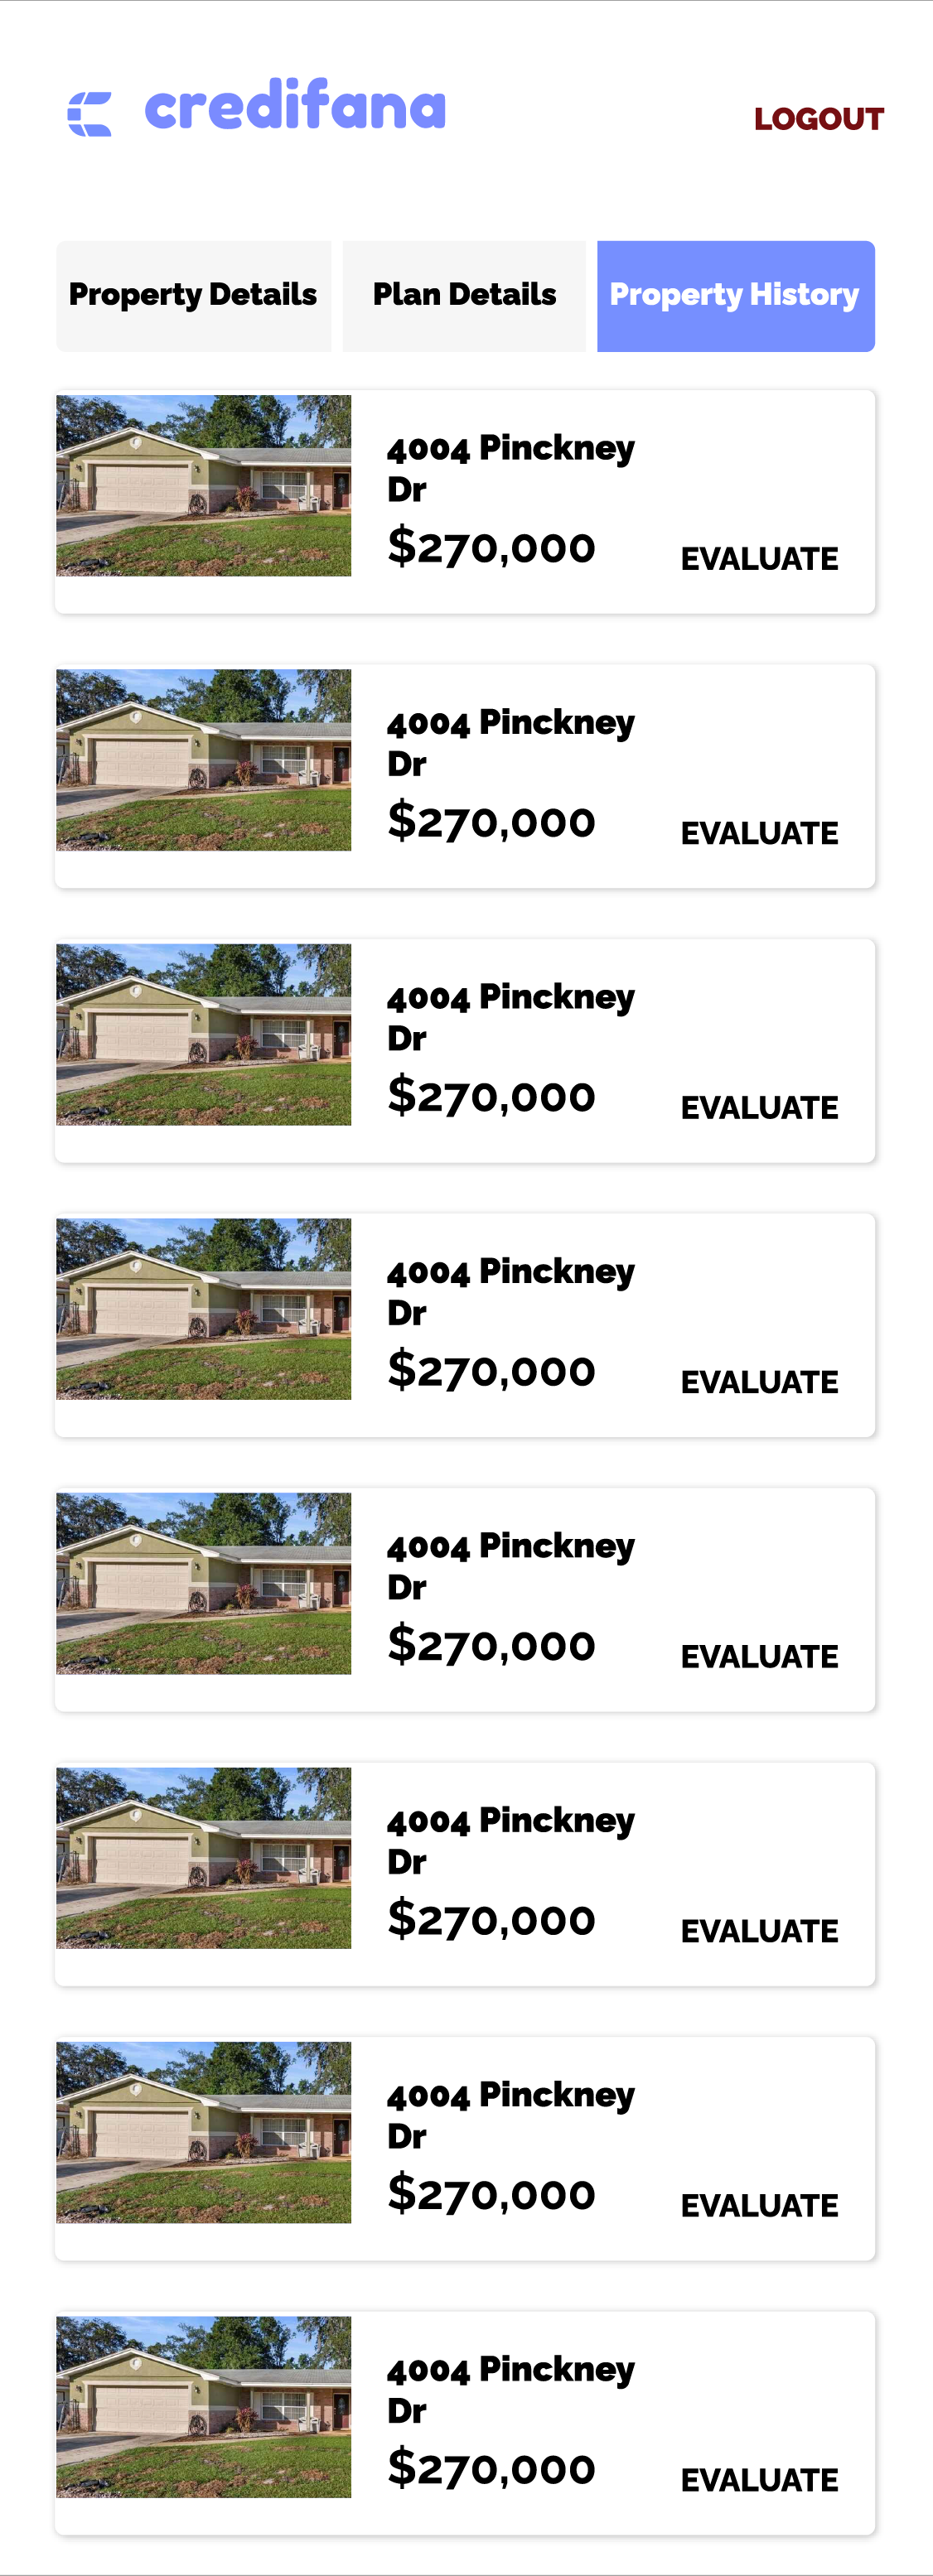 credifana
LOGOUT
Property Details
Plan Details
Property History
4004 Pinckney
Dr
$270,000
EVALUATE
4004 Pinckney
Dr
$270,000
EVALUATE
4004 Pinckney
Dr
$270,000
EVALUATE
4004 Pinckney
Dr
$270,000
EVALUATE
4004 Pinckney
Dr
$270,000
EVALUATE
4004 Pinckney
Dr
$270,000
EVALUATE
4004 Pinckney
Dr
$270,000
EVALUATE
4004 Pinckney
Dr
$270,000
EVALUATE